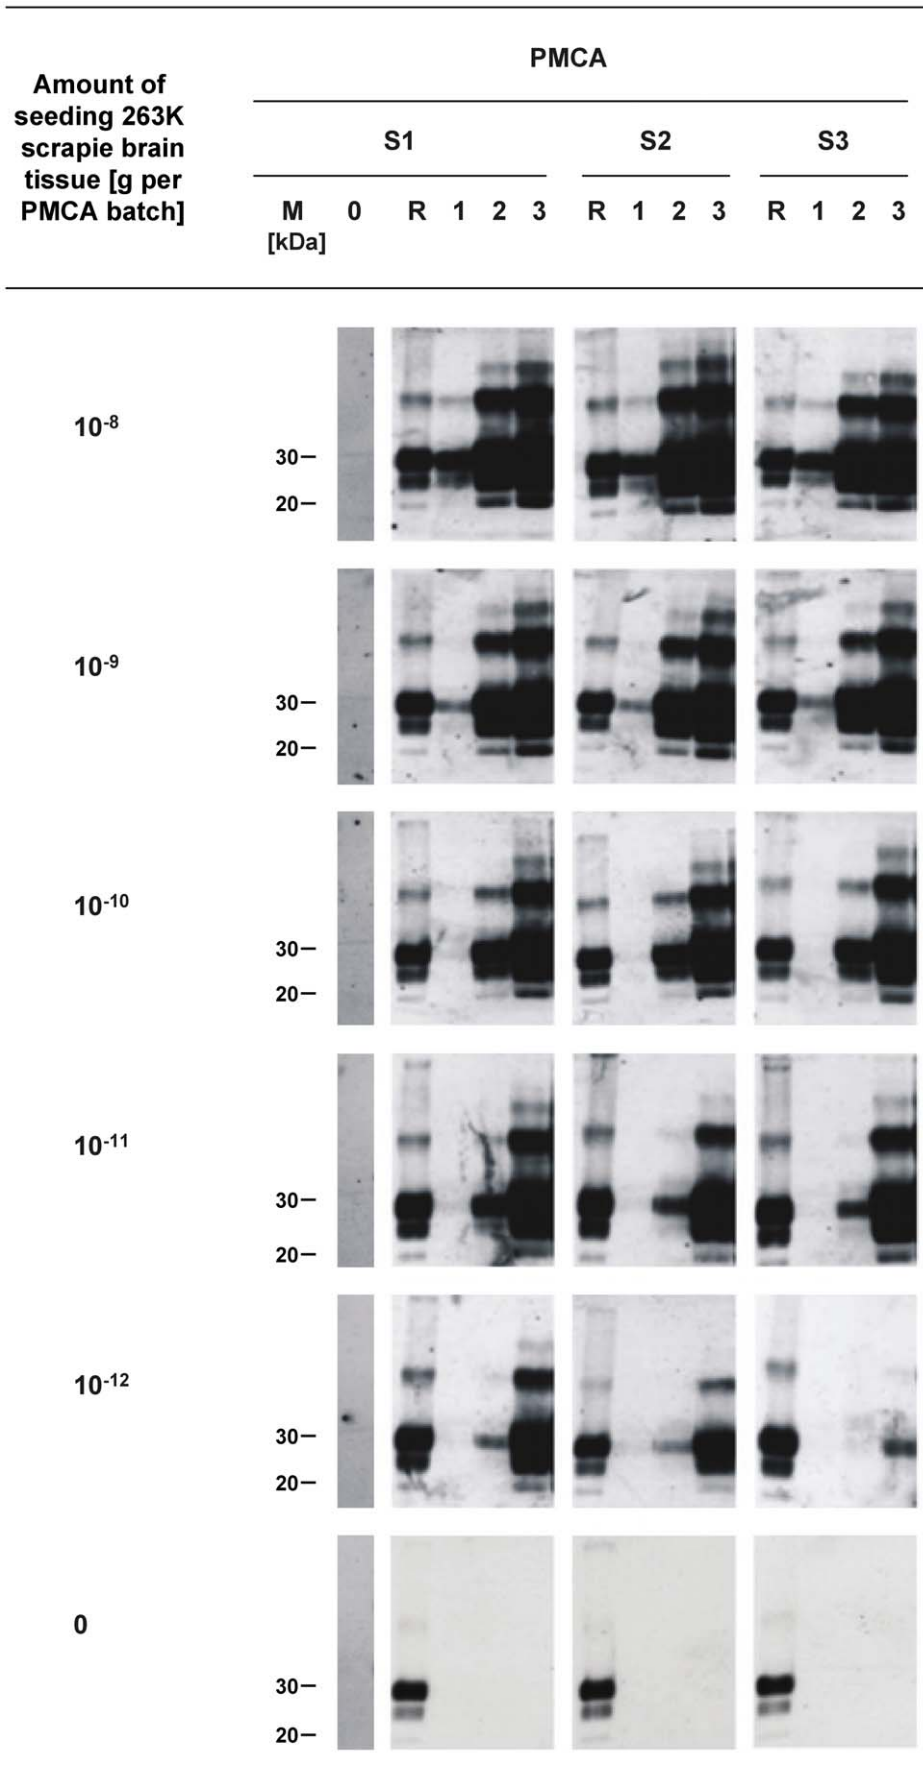 PMCA
Amount of
seeding 263K
scrapie brain
tissue [g per
PMCA batch]
S1 S2 S3
M 0 R 1 2 3 R 1 2 3 R 1 2 3
[kDa]
10⁻⁸
30
20
10⁻⁹
30
20
10⁻¹⁰
30
20
10⁻¹¹
30
20
10⁻¹²
30
20
0
30
20